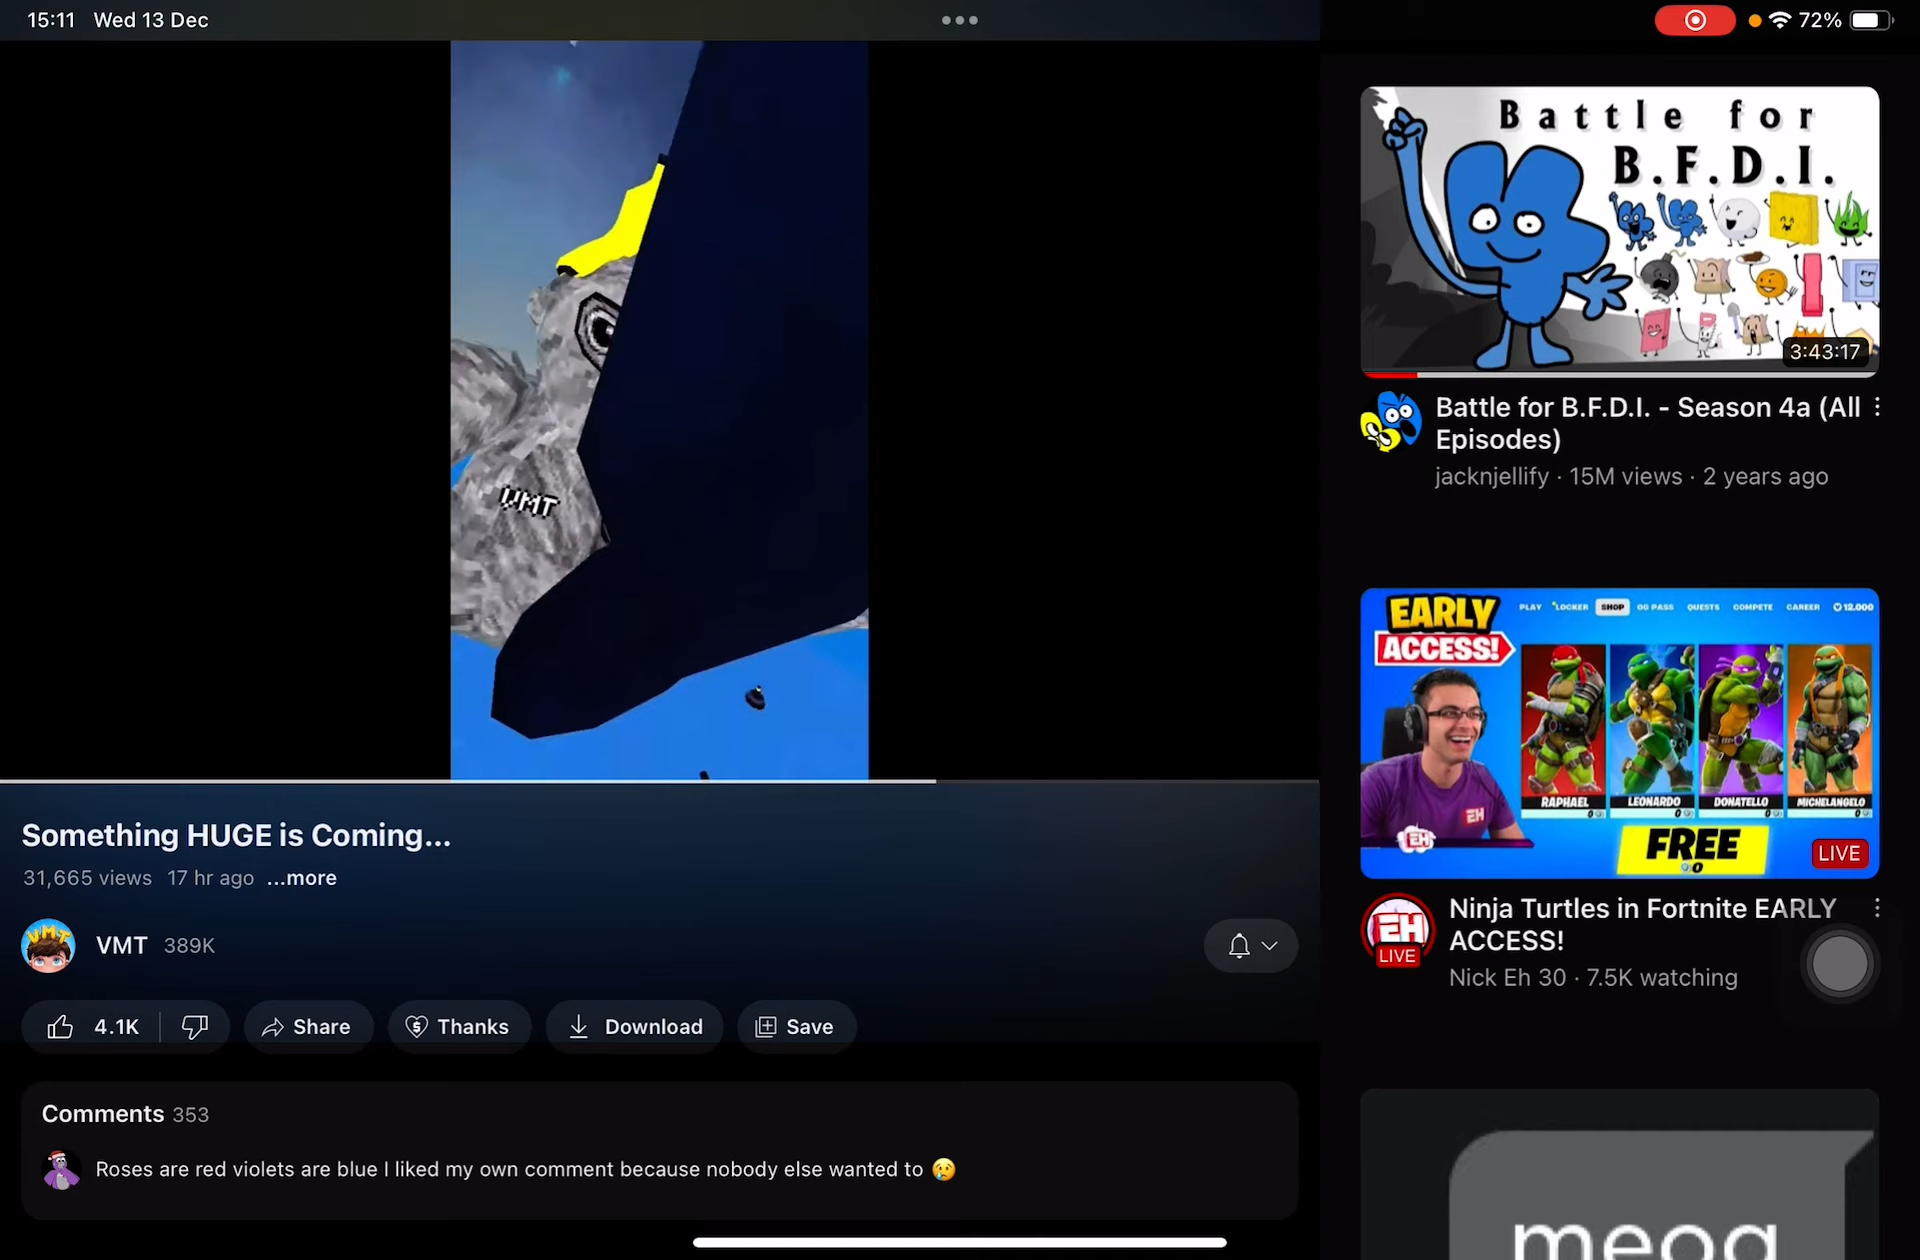 15:11 Wed 13 Dec
72%
VMT
Something HUGE is Coming...
31,665 views 17 hr ago ...more
VMT 389K
4.1K
Share
Thanks
Download
Save
Comments 353
Roses are red violets are blue I liked my own comment because nobody else wanted to 😢
Battle for
B.F.D.I.
3:43:17
Battle for B.F.D.I. - Season 4a (All
Episodes)
jacknjellify · 15M views · 2 years ago
EARLY
ACCESS!
PLAY LOCKER SHOP OG PASS QUESTS COMPETE CAREER 12,000
RAPHAEL
LEONARDO
DONATELLO
MICHELANGELO
EH
EH
FREE
0
LIVE
EH
LIVE
Ninja Turtles in Fortnite EARLY
ACCESS!
Nick Eh 30 · 7.5K watching